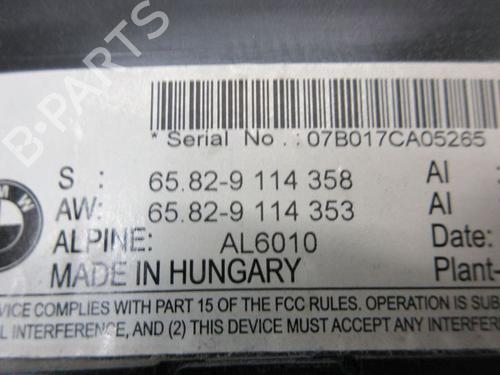 * Serial No. : 07B017CA05265
S : 65.82-9 114 358 AI
AW: 65.82-9 114 353 AI
ALPINE: AL6010 Date:
MADE IN HUNGARY Plant-
VICE COMPLIES WITH PART 15 OF THE FCC RULES. OPERATION IS SUB
L INTERFERENCE, AND (2) THIS DEVICE MUST ACCEPT ANY INTERFER
B-PARTS